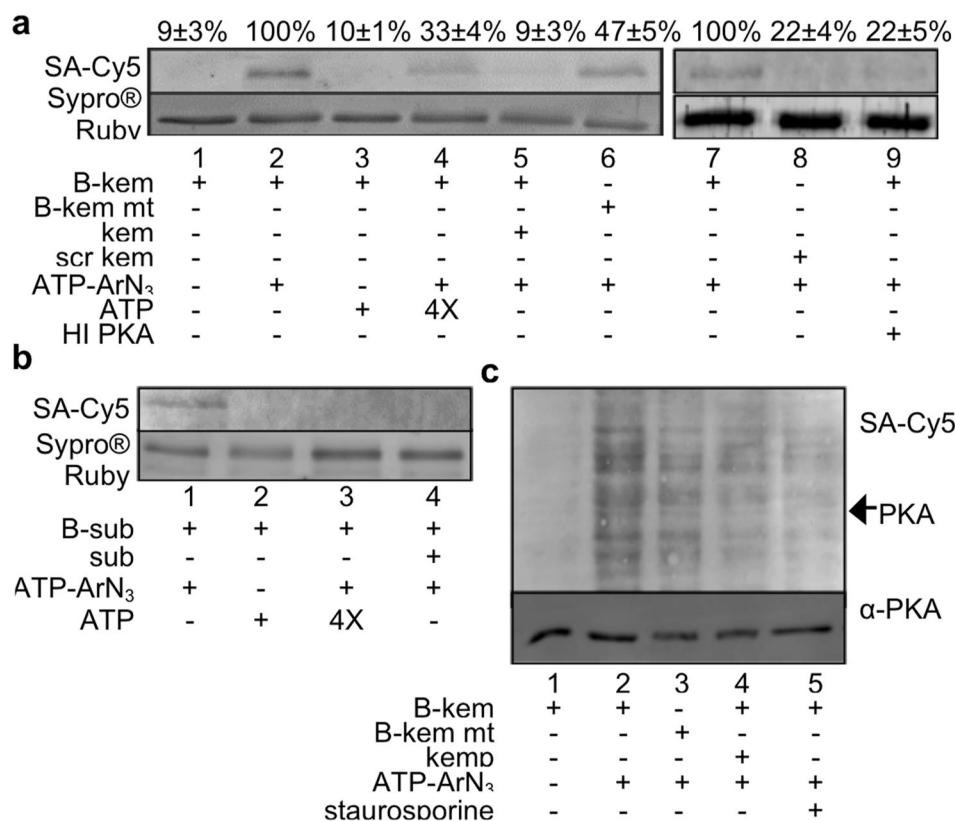 a
9±3% 100% 10±1% 33±4% 9±3% 47±5% 100% 22±4% 22±5%
SA-Cy5
Sypro®
Ruby
1 2 3 4 5 6 7 8 9
B-kem + + + + + - + - +
B-kem mt - - - - - + - - -
kem - - - - + - - - -
scr kem - - - - - - - + -
ATP-ArN₃ - + - + + + + + +
ATP - - + 4X - - - - -
HI PKA - - - - - - - - +
b
SA-Cy5
Sypro®
Ruby
1 2 3 4
B-sub + + + +
sub - - - +
ATP-ArN₃ + - + +
ATP - + 4X -
c
SA-Cy5
PKA
α-PKA
1 2 3 4 5
B-kem + + - + +
B-kem mt - - + - -
kemp - - - + -
ATP-ArN₃ - + + + +
staurosporine - - - - +